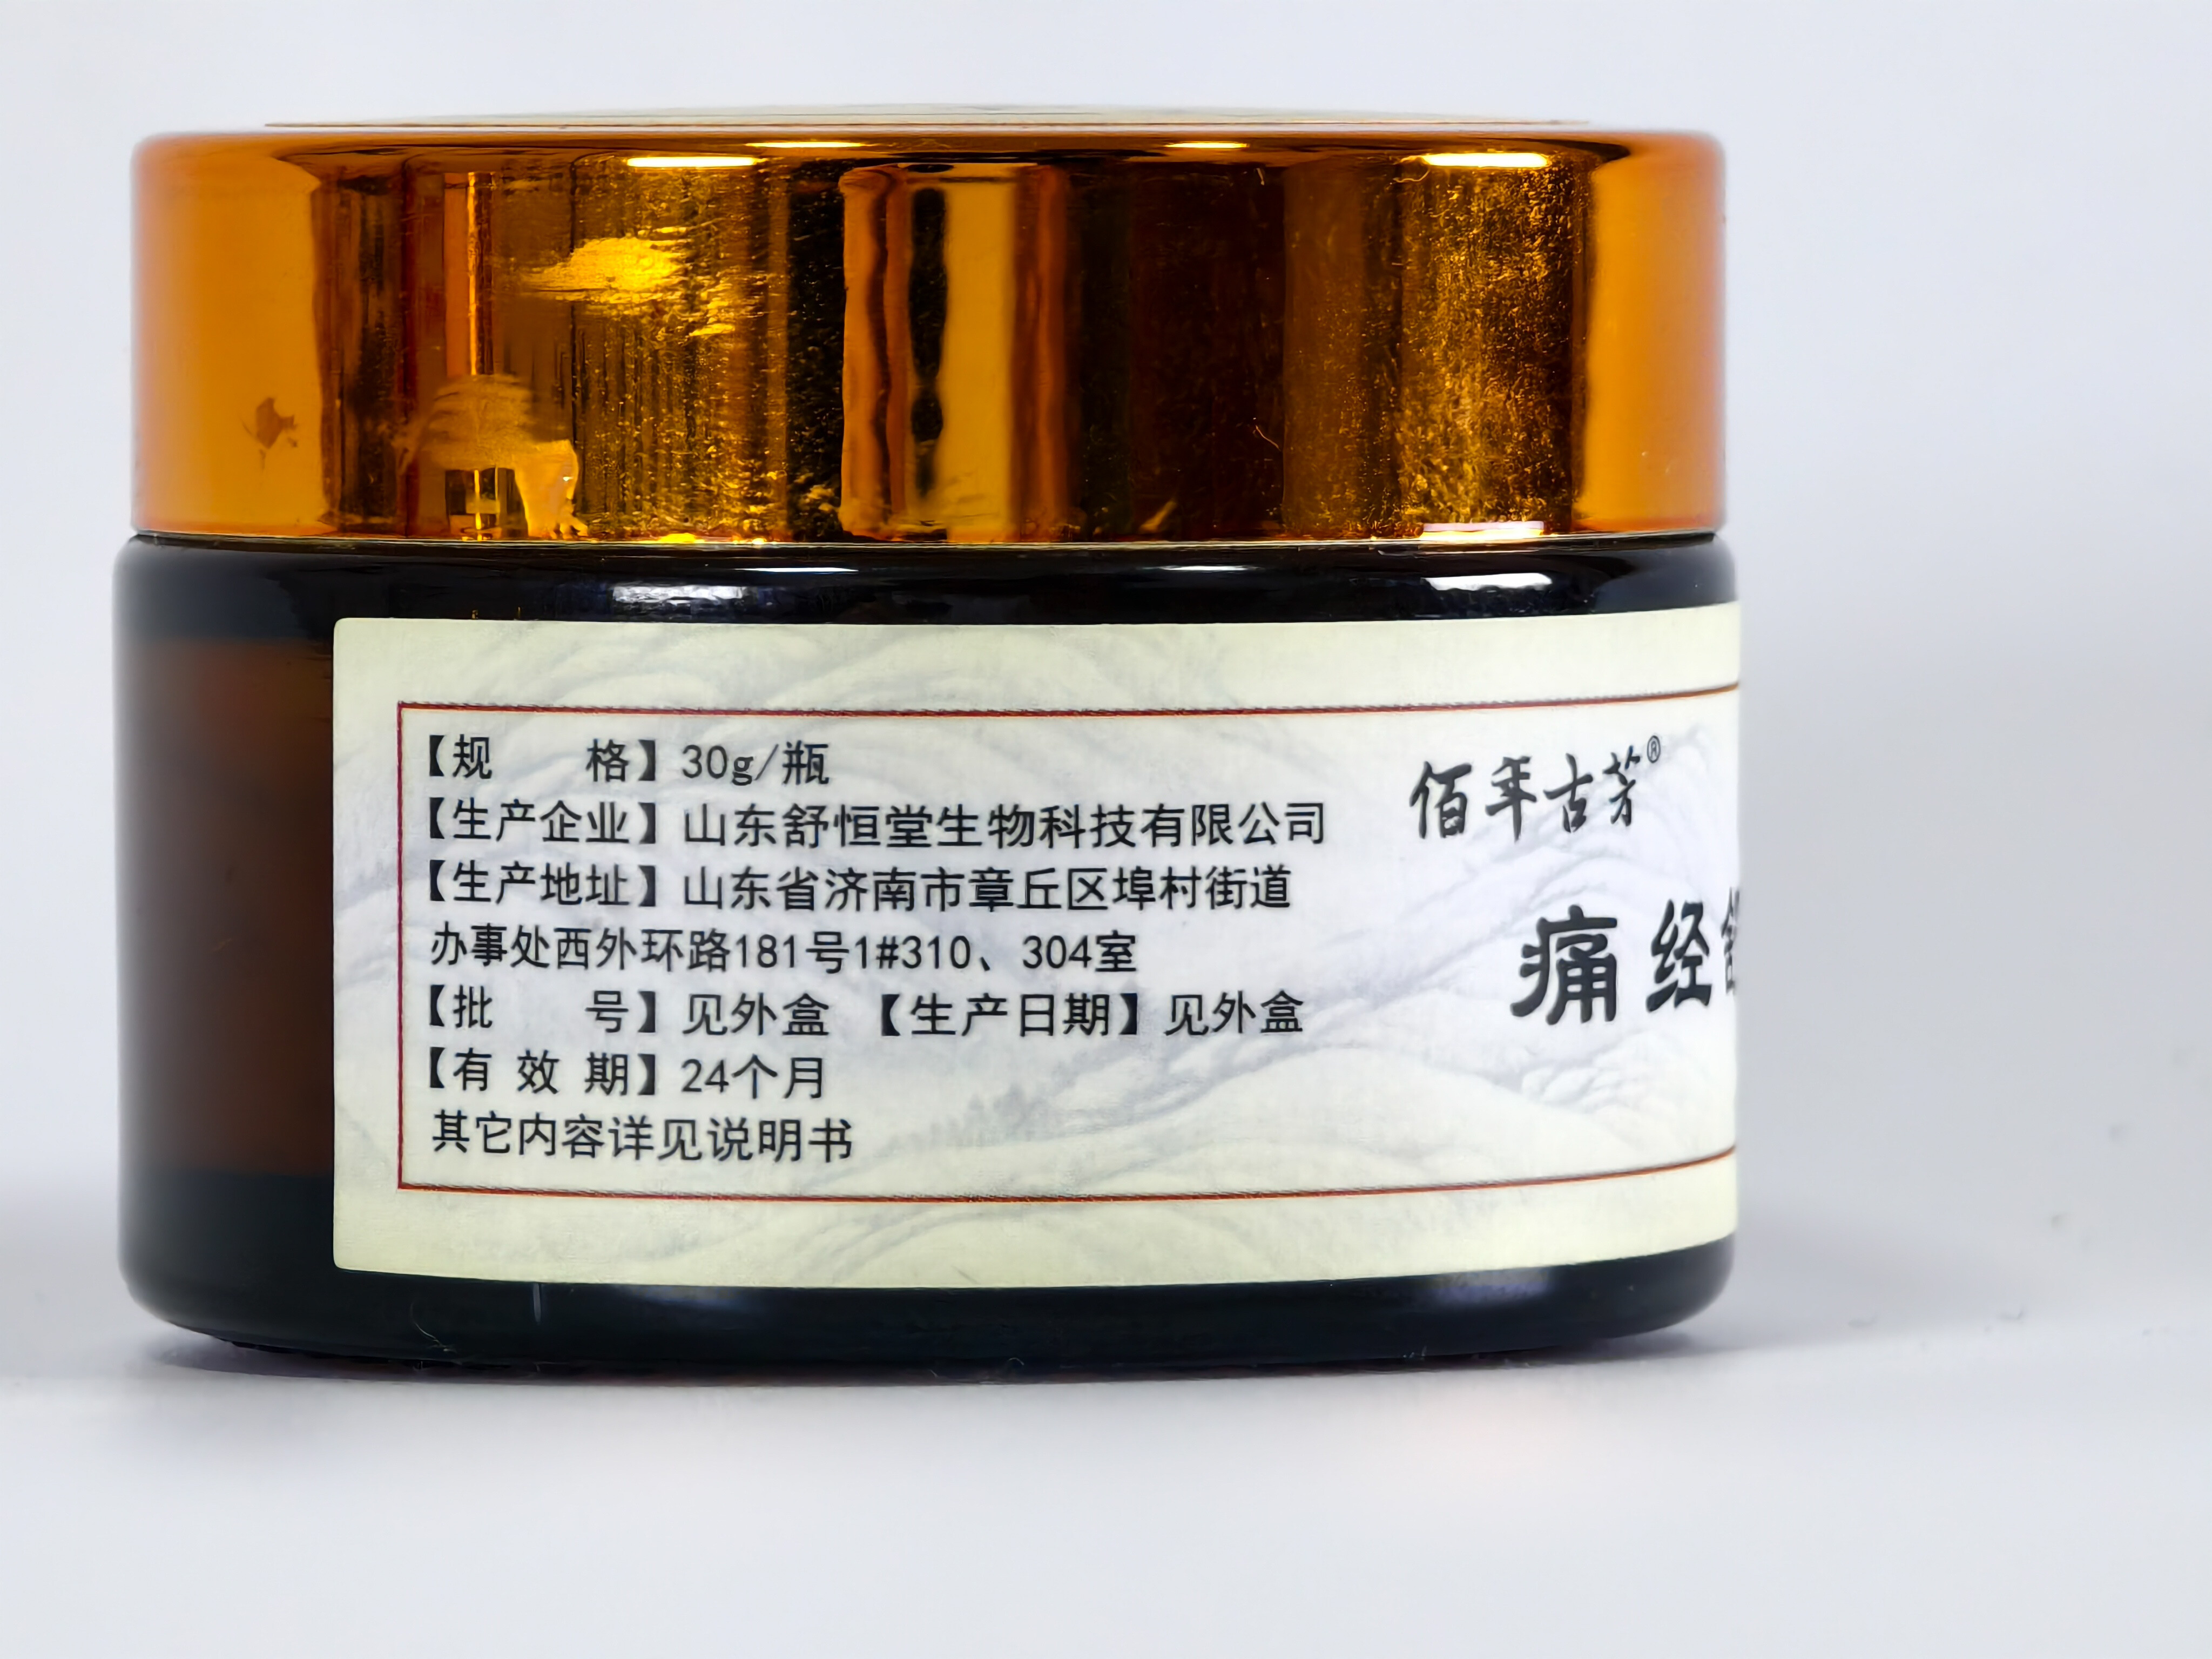 【规 格】30g/瓶
【生产企业】山东舒恒堂生物科技有限公司
【生产地址】山东省济南市章丘区埠村街道
办事处西外环路181号1#310、304室
【批 号】见外盒 【生产日期】见外盒
【有 效 期】24个月
其它内容详见说明书
佰年古芳®
痛经